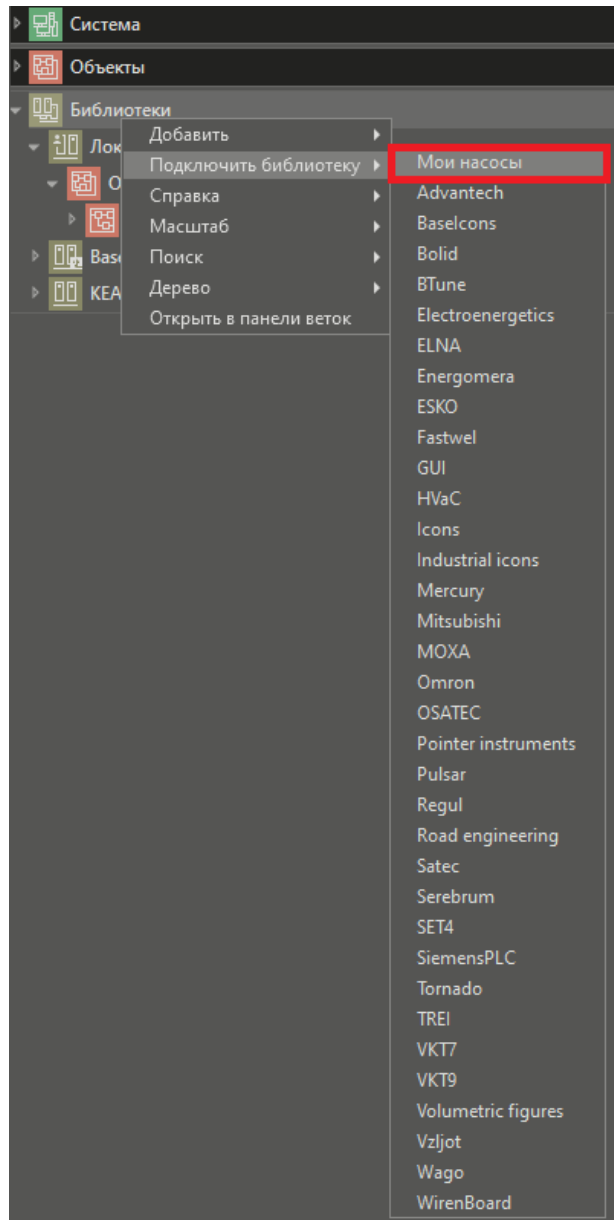 Система
Объекты
Библиотеки
Лок
О
Base
KEA
Добавить
Подключить библиотеку
Справка
Масштаб
Поиск
Дерево
Открыть в панели веток
Мои насосы
Advantech
BaseIcons
Bolid
BTune
Electroenergetics
ELNA
Energomera
ESKO
Fastwel
GUI
HVaC
Icons
Industrial icons
Mercury
Mitsubishi
MOXA
Omron
OSATEC
Pointer instruments
Pulsar
Regul
Road engineering
Satec
Serebrum
SET4
SiemensPLC
Tornado
TREI
VKT7
VKT9
Volumetric figures
Vzljot
Wago
WirenBoard